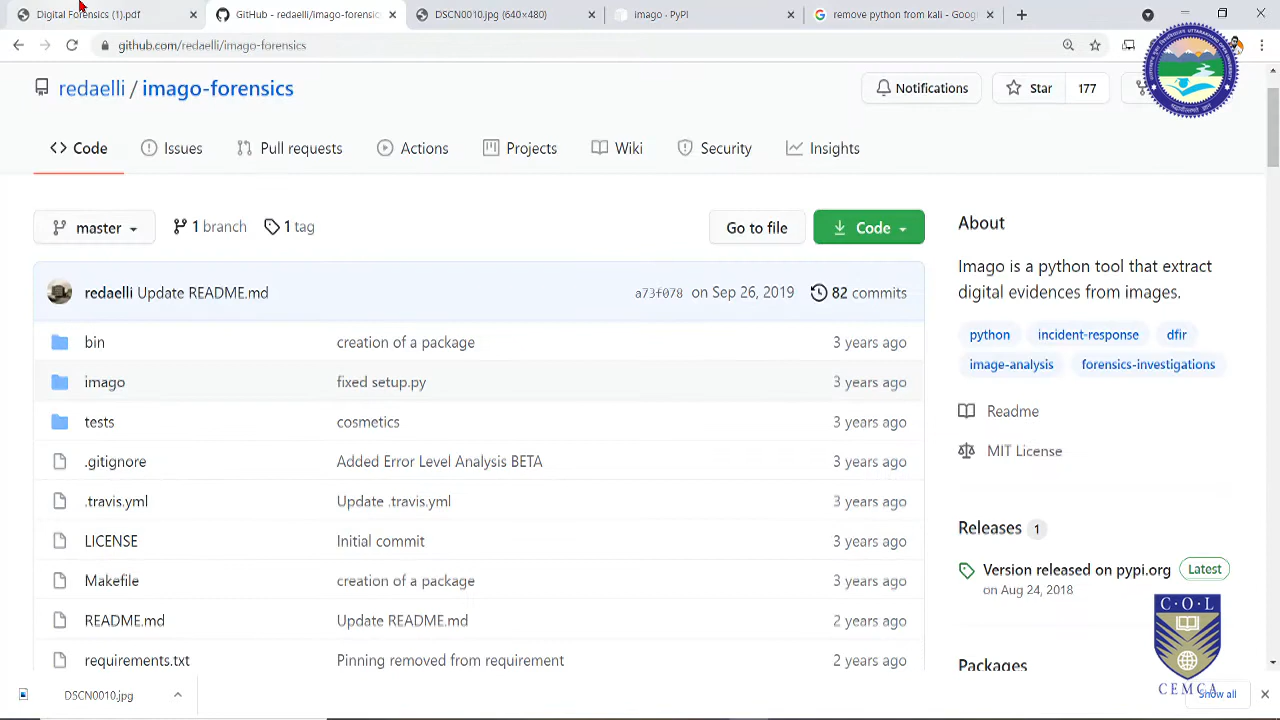 Digital Forensics (1).pdf
GitHub - redaelli/imago-forensics
DSCN0010.jpg (640×480)
imago · PyPI
remove python from kali - Googl
github.com/redaelli/imago-forensics
redaelli / imago-forensics
Notifications
Star 177
Code
Issues
Pull requests
Actions
Projects
Wiki
Security
Insights
master
1 branch
1 tag
Go to file
Code
About
Imago is a python tool that extract
digital evidences from images.
python incident-response dfir
image-analysis forensics-investigations
Readme
MIT License
redaelli Update README.md a73f078 on Sep 26, 2019 82 commits
bin creation of a package 3 years ago
imago fixed setup.py 3 years ago
tests cosmetics 3 years ago
.gitignore Added Error Level Analysis BETA 3 years ago
.travis.yml Update .travis.yml 3 years ago
LICENSE Initial commit 3 years ago
Makefile creation of a package 3 years ago
README.md Update README.md 2 years ago
requirements.txt Pinning removed from requirement 2 years ago
Releases 1
Version released on pypi.org Latest
on Aug 24, 2018
Packages
C·O·L
CEMCA
DSCN0010.jpg
Show all